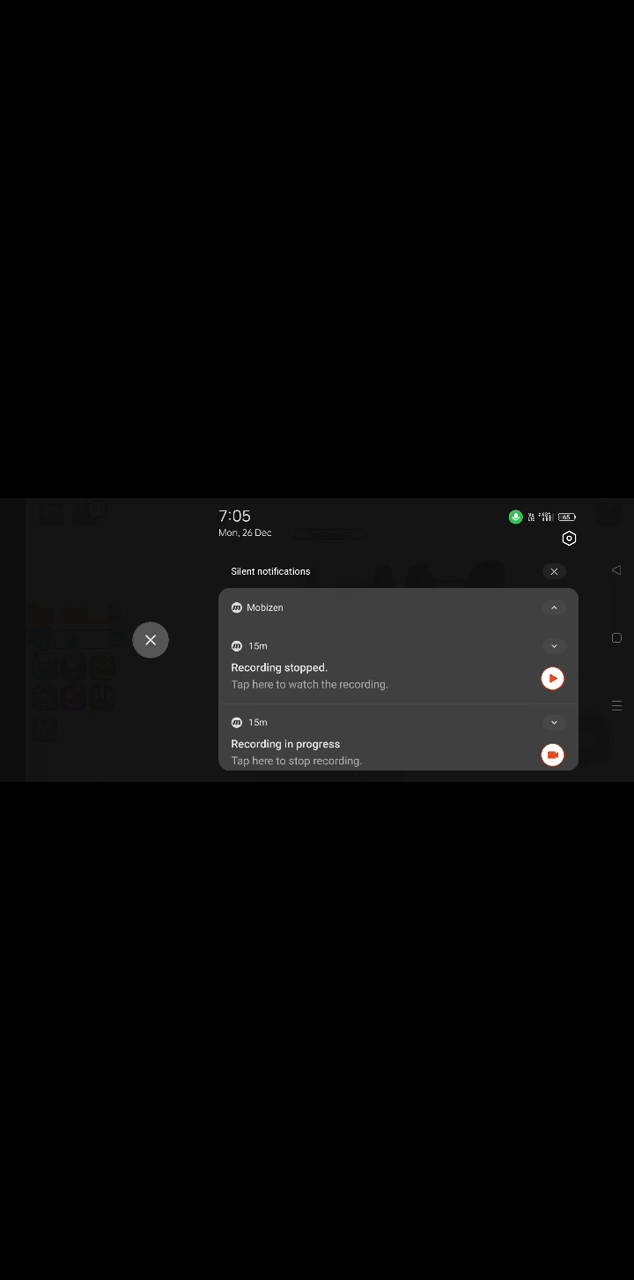 7:05
Mon, 26 Dec
65
Silent notifications
Mobizen
15m
Recording stopped.
Tap here to watch the recording.
15m
Recording in progress
Tap here to stop recording.